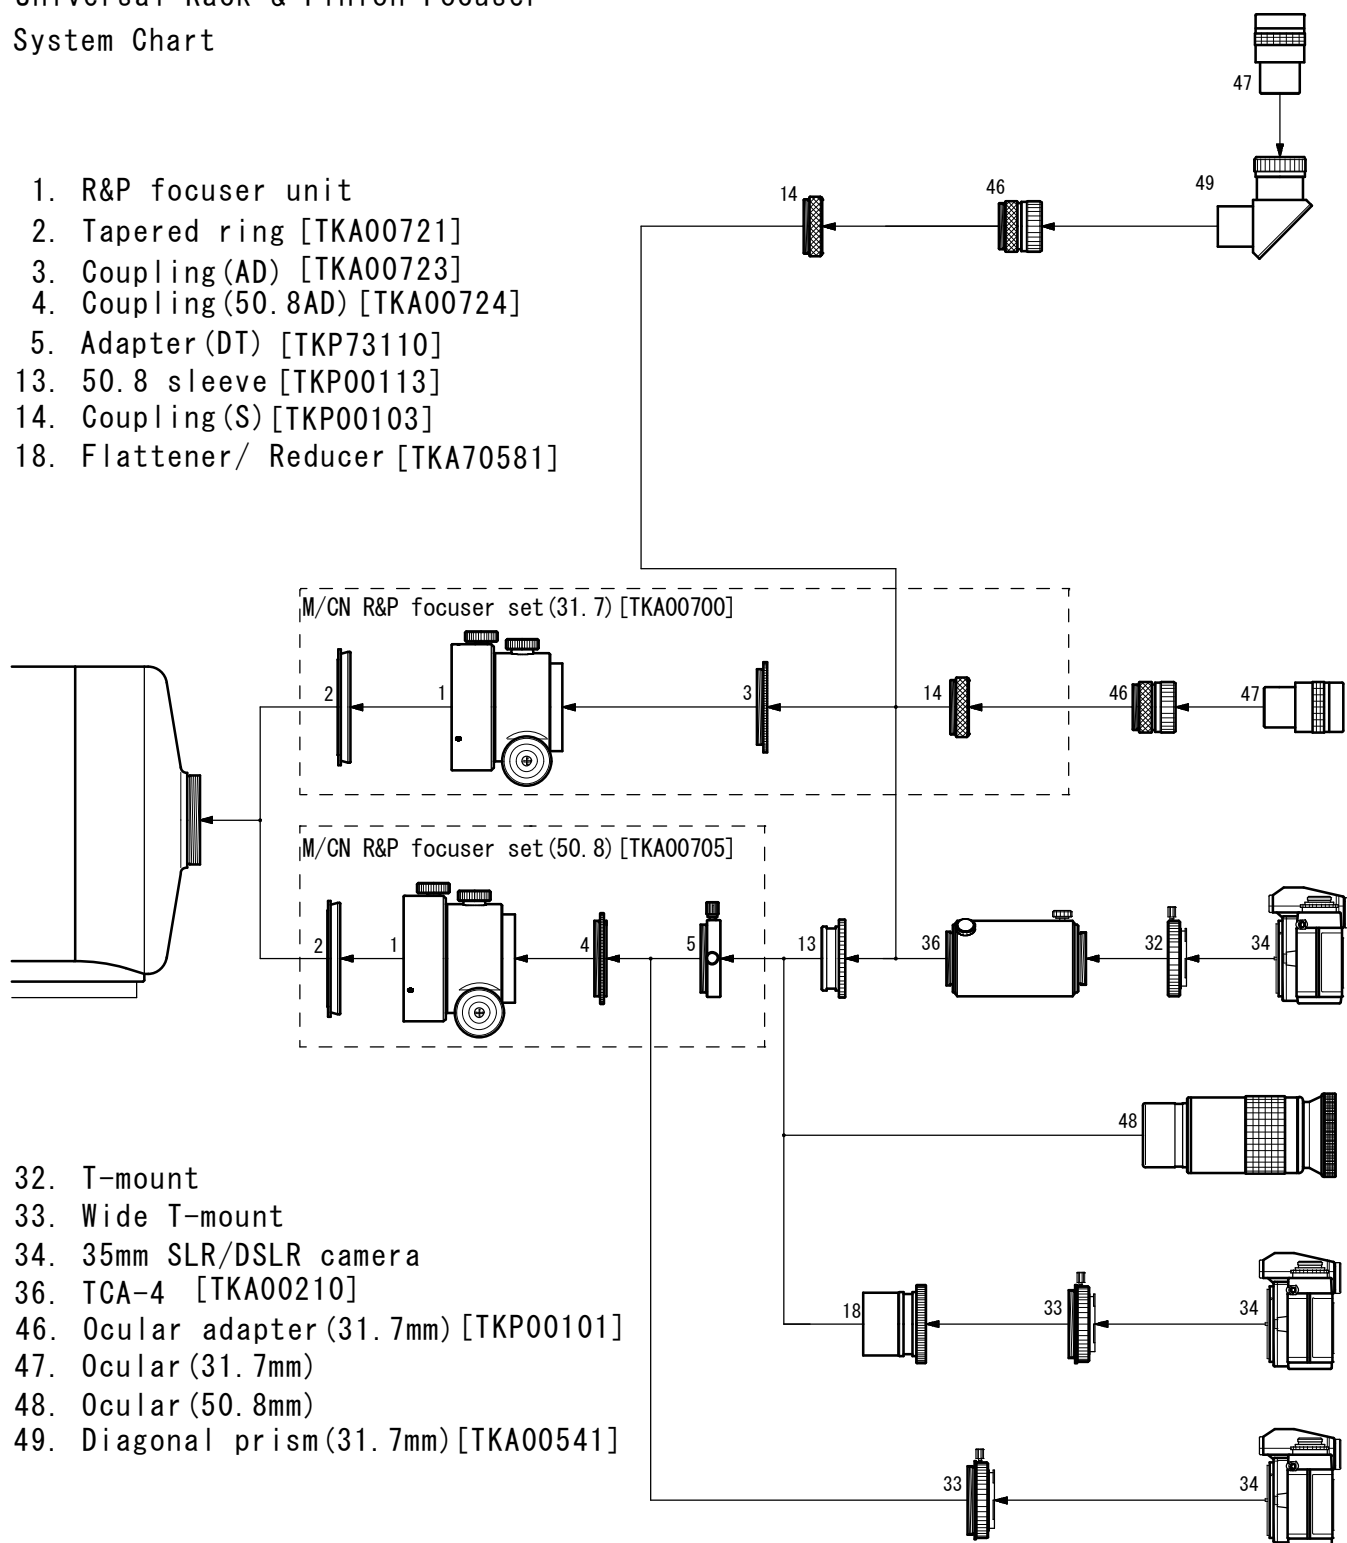 System Chart
1. R&P focuser unit
2. Tapered ring [TKA00721]
3. Coupling(AD) [TKA00723]
4. Coupling(50.8AD) [TKA00724]
5. Adapter(DT) [TKP73110]
13. 50.8 sleeve [TKP00113]
14. Coupling(S) [TKP00103]
18. Flattener/ Reducer [TKA70581]
47
14
46
49
M/CN R&P focuser set(31.7) [TKA00700]
2
1
3
14
46
47
M/CN R&P focuser set(50.8) [TKA00705]
2
1
4
5
13
36
32
34
48
32. T-mount
33. Wide T-mount
34. 35mm SLR/DSLR camera
36. TCA-4 [TKA00210]
46. Ocular adapter(31.7mm) [TKP00101]
47. Ocular(31.7mm)
48. Ocular(50.8mm)
49. Diagonal prism(31.7mm) [TKA00541]
18
33
34
33
34